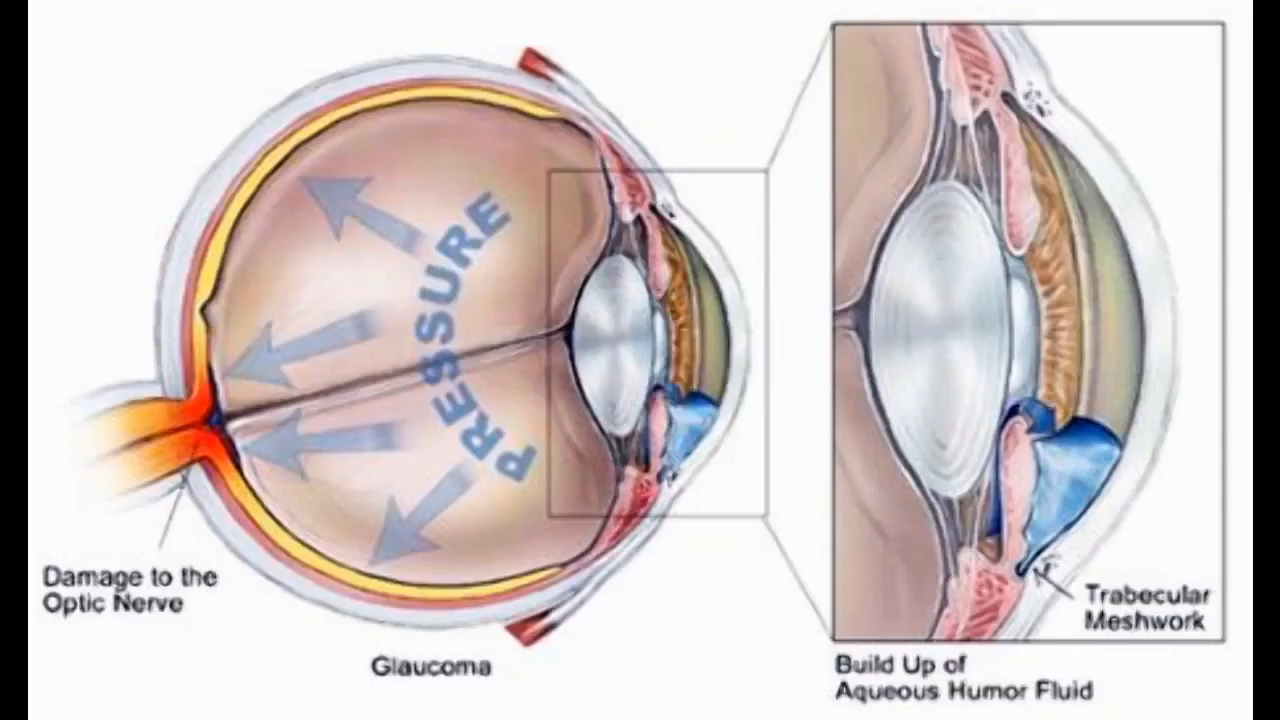 PRESSURE
Damage to the
Optic Nerve
Glaucoma
Trabecular
Meshwork
Build Up of
Aqueous Humor Fluid